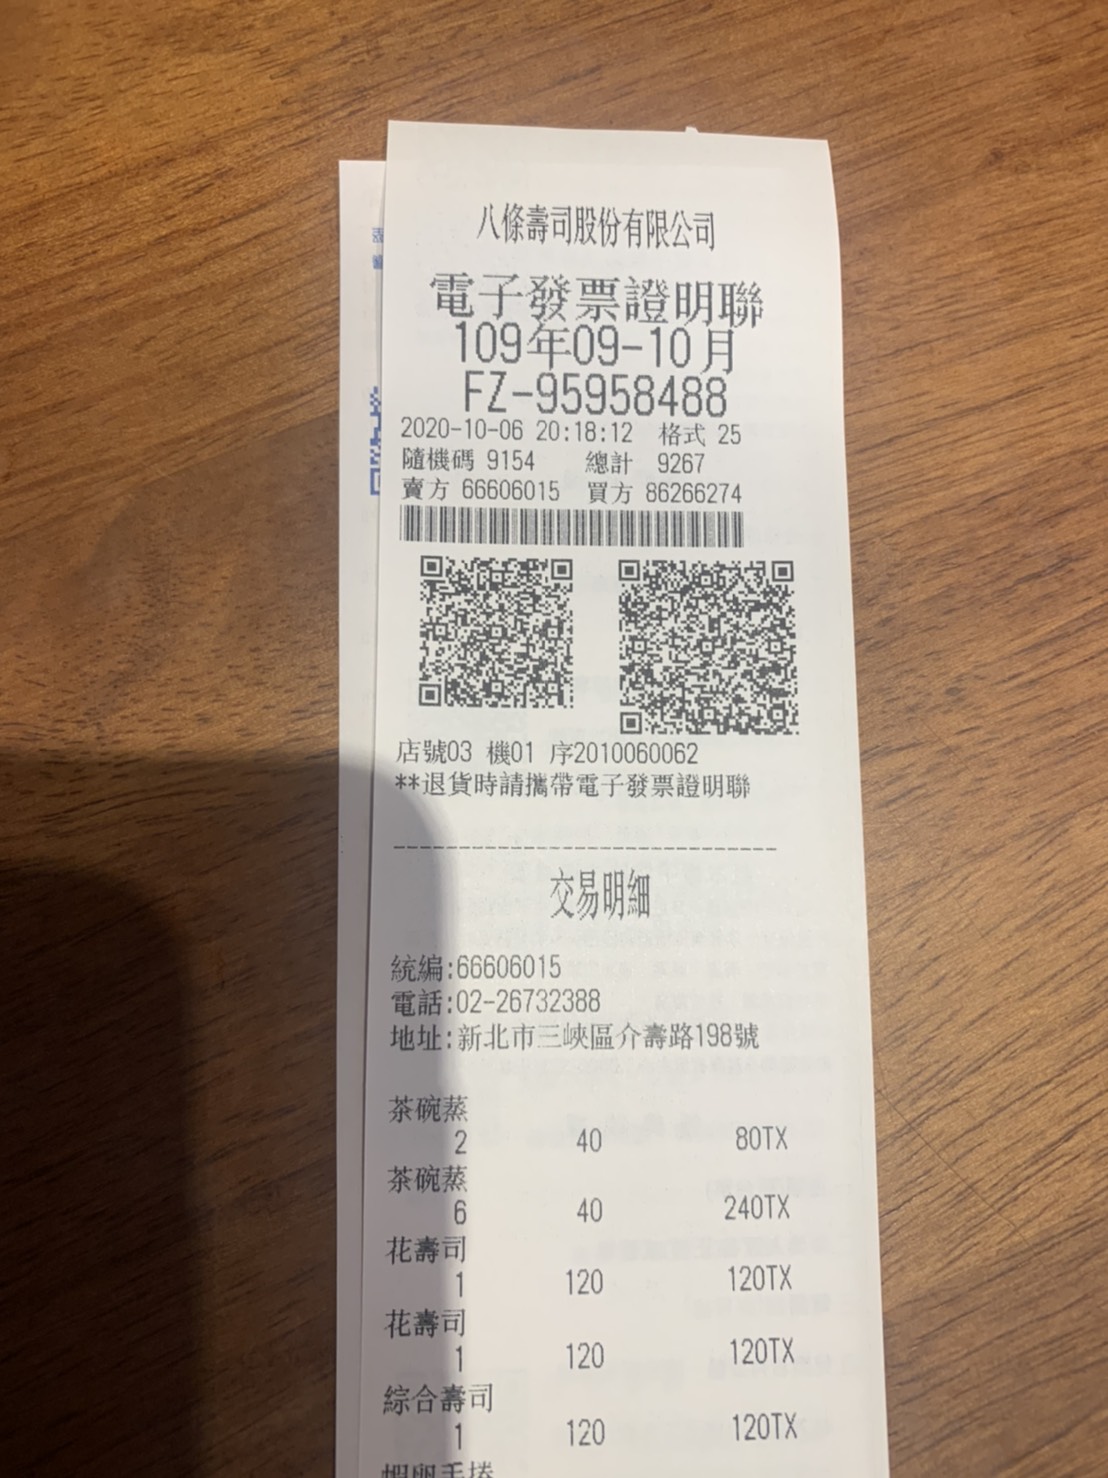 八條壽司股份有限公司
電子發票證明聯
109年09-10月
FZ-95958488
2020-10-06 20:18:12 格式 25
隨機碼 9154 總計 9267
賣方 66606015 買方 86266274
店號03 機01 序2010060062
**退貨時請攜帶電子發票證明聯
交易明細
統編:66606015
電話:02-26732388
地址:新北市三峽區介壽路198號
茶碗蒸
2 40 80TX
茶碗蒸
6 40 240TX
花壽司
1 120 120TX
花壽司
1 120 120TX
綜合壽司
1 120 120TX
蝦卵手捲